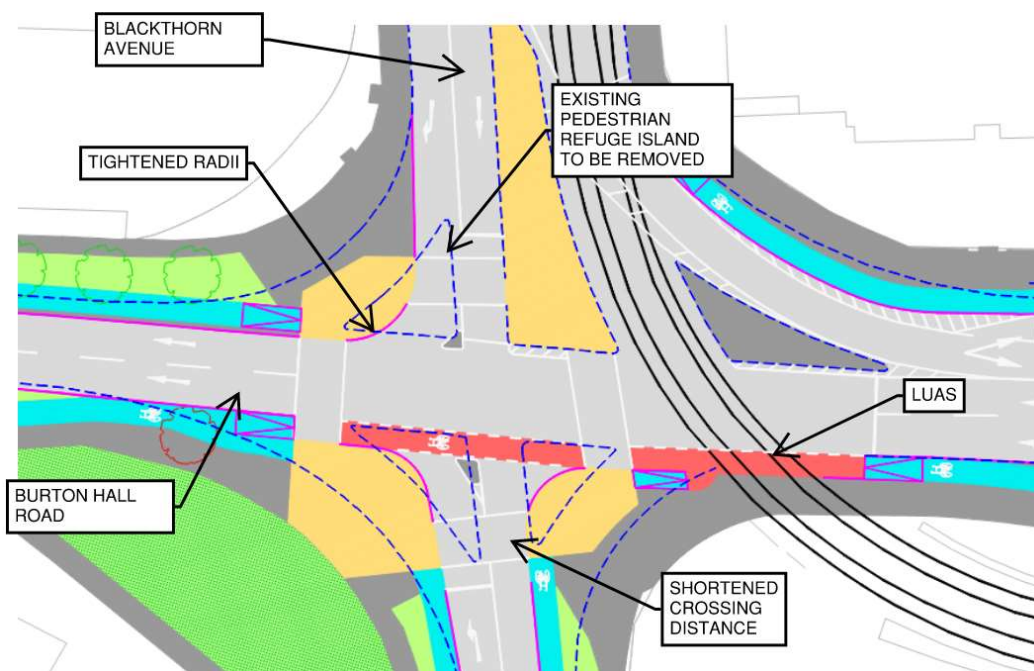 BLACKTHORN
AVENUE
EXISTING
PEDESTRIAN
REFUGE ISLAND
TO BE REMOVED
TIGHTENED RADII
LUAS
BURTON HALL
ROAD
SHORTENED
CROSSING
DISTANCE